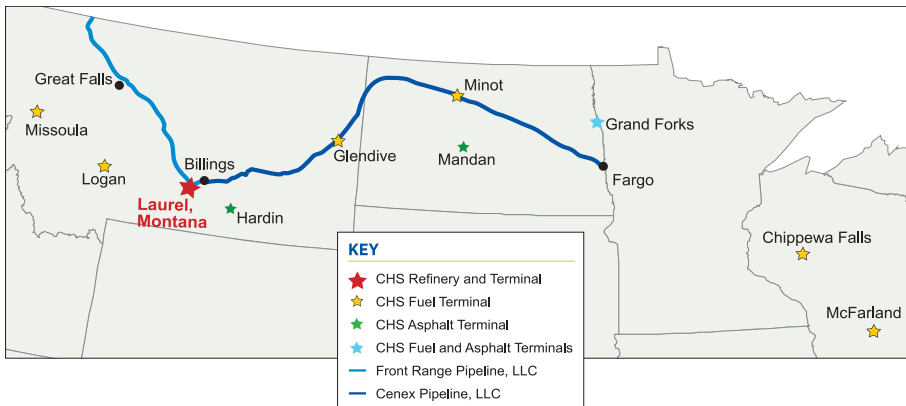 Great Falls
Missoula
Logan
Billings
Laurel,
Montana
Hardin
Glendive
Minot
Mandan
Grand Forks
Fargo
Chippewa Falls
McFarland
KEY
CHS Refinery and Terminal
CHS Fuel Terminal
CHS Asphalt Terminal
CHS Fuel and Asphalt Terminals
Front Range Pipeline, LLC
Cenex Pipeline, LLC